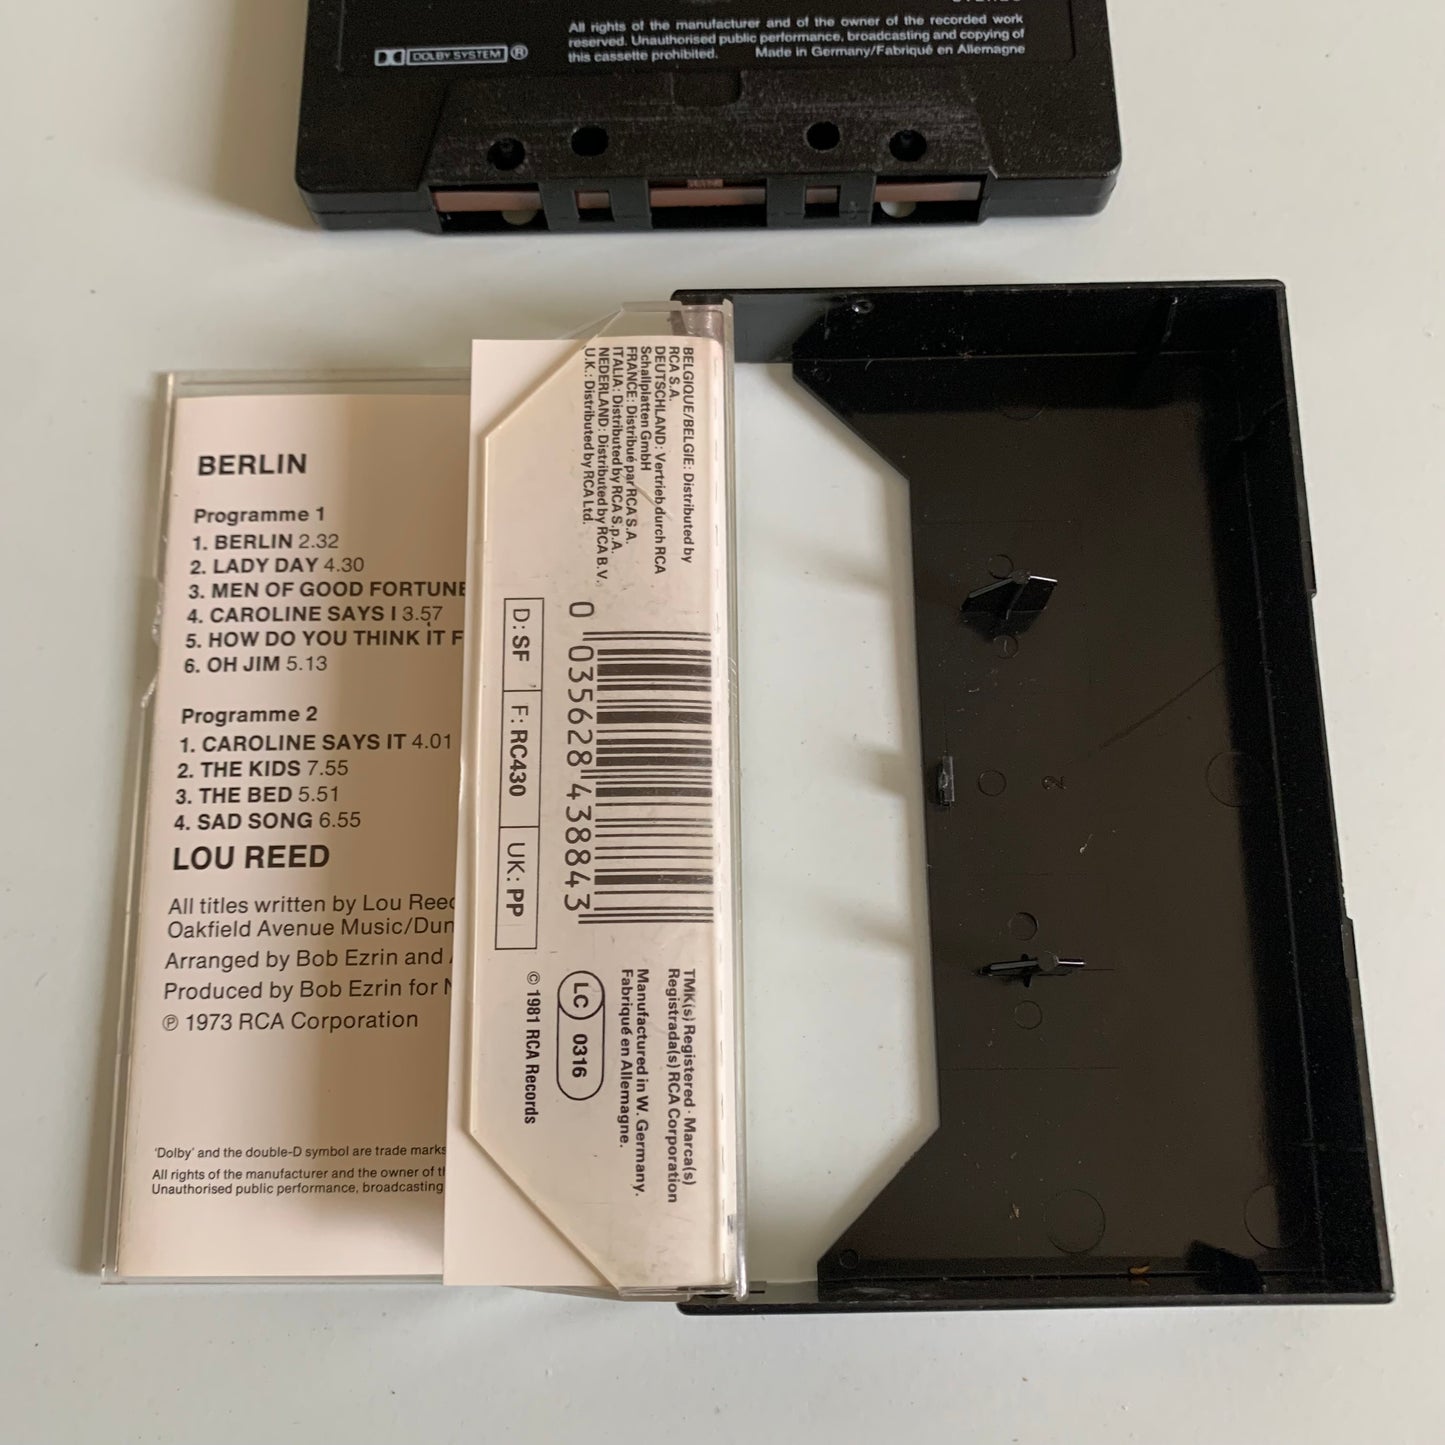 All rights of the manufacturer and of the owner of the recorded work
reserved. Unauthorised public performance, broadcasting and copying of
this cassette prohibited. Made in Germany/Fabriqué en Allemagne
DOLBY SYSTEM ®
BERLIN
Programme 1
1. BERLIN 2.32
2. LADY DAY 4.30
3. MEN OF GOOD FORTUNE
4. CAROLINE SAYS I 3.57
5. HOW DO YOU THINK IT F
6. OH JIM 5.13
Programme 2
1. CAROLINE SAYS IT 4.01
2. THE KIDS 7.55
3. THE BED 5.51
4. SAD SONG 6.55
LOU REED
All titles written by Lou Reed
Oakfield Avenue Music/Dun
Arranged by Bob Ezrin and
Produced by Bob Ezrin for N
℗ 1973 RCA Corporation
'Dolby' and the double-D symbol are trade marks
All rights of the manufacturer and the owner of th
Unauthorised public performance, broadcasting
BELGIQUE/BELGIE: Distributed by
RCA S.A.
DEUTSCHLAND: Vertrieb durch RCA
Schallplatten GmbH
FRANCE: Distribué par RCA S.A.
ITALIA: Distributed by RCA S.p.A.
NEDERLAND: Distributed by RCA B.V.
U.K.: Distributed by RCA Ltd.
0 035628 438843
D: SF
F: RC430
UK: PP
TMK(s) Registered · Marca(s)
Registrada(s) RCA Corporation
Manufactured in W. Germany.
Fabriqué en Allemagne.
LC 0316
© 1981 RCA Records
2